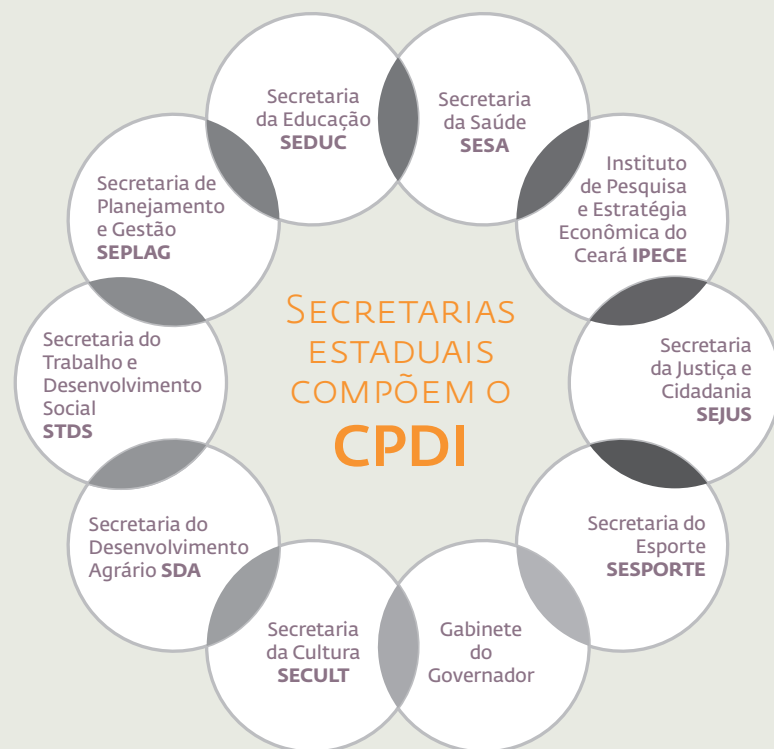 Secretaria
da Educação
SEDUC
Secretaria
da Saúde
SESA
Instituto
de Pesquisa
e Estratégia
Econômica do
Ceará IPECE
Secretaria
da Justiça e
Cidadania
SEJUS
Secretaria do
Esporte
SESPORTE
Gabinete
do
Governador
Secretaria
da Cultura
SECULT
Secretaria do
Desenvolvimento
Agrário SDA
Secretaria do
Trabalho e
Desenvolvimento
Social
STDS
Secretaria de
Planejamento
e Gestão
SEPLAG
SECRETARIAS
ESTADUAIS
COMPÕEM O
CPDI